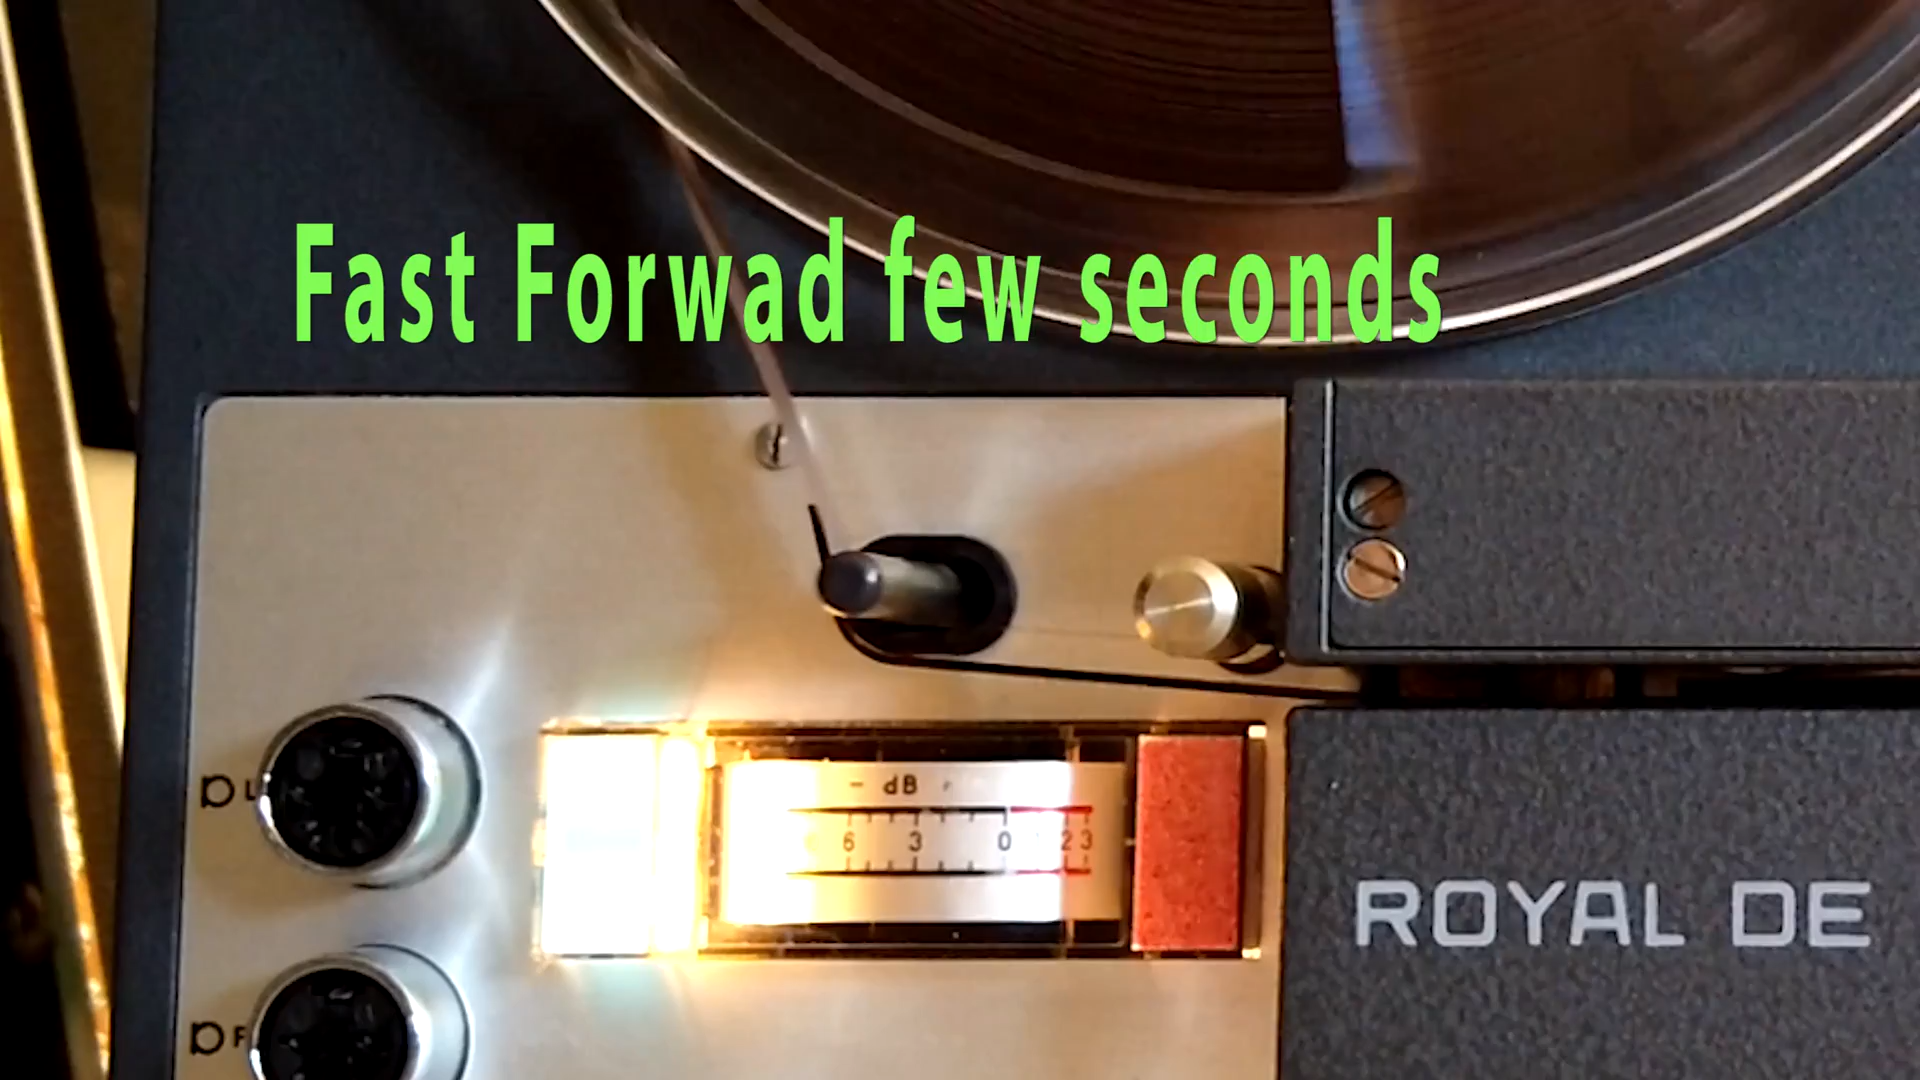 Fast Forwad few seconds
- dB
6 3 0 2 3
L
ROYAL DE